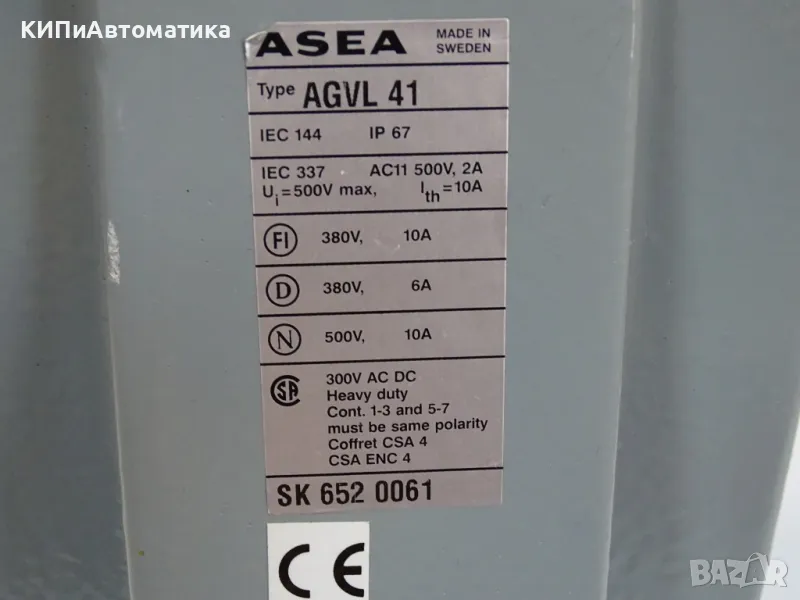 КИПиАвтоматика
ASEA MADE IN SWEDEN
Type AGVL 41
IEC 144 IP 67
IEC 337 AC11 500V, 2A
Ui=500V max, Ith=10A
FI 380V, 10A
D 380V, 6A
N 500V, 10A
SA 300V AC DC
Heavy duty
Cont. 1-3 and 5-7
must be same polarity
Coffret CSA 4
CSA ENC 4
SK 652 0061
CE
BAZAR